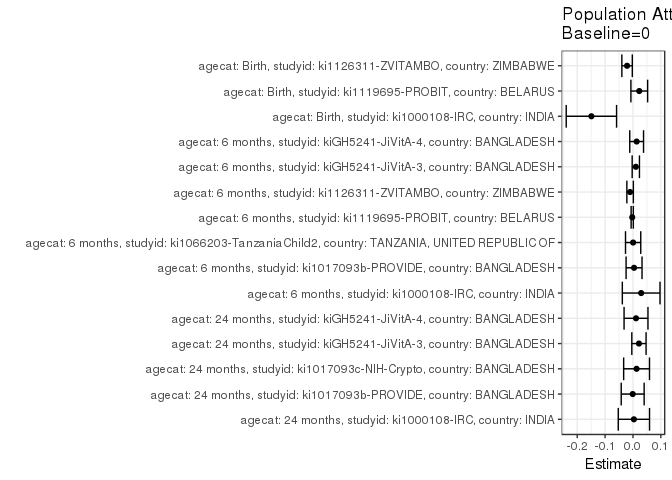 Population Att
Baseline=0
agecat: Birth, studyid: ki1126311-ZVITAMBO, country: ZIMBABWE
agecat: Birth, studyid: ki1119695-PROBIT, country: BELARUS
agecat: Birth, studyid: ki1000108-IRC, country: INDIA
agecat: 6 months, studyid: kiGH5241-JiVitA-4, country: BANGLADESH
agecat: 6 months, studyid: kiGH5241-JiVitA-3, country: BANGLADESH
agecat: 6 months, studyid: ki1126311-ZVITAMBO, country: ZIMBABWE
agecat: 6 months, studyid: ki1119695-PROBIT, country: BELARUS
agecat: 6 months, studyid: ki1066203-TanzaniaChild2, country: TANZANIA, UNITED REPUBLIC OF
agecat: 6 months, studyid: ki1017093b-PROVIDE, country: BANGLADESH
agecat: 6 months, studyid: ki1000108-IRC, country: INDIA
agecat: 24 months, studyid: kiGH5241-JiVitA-4, country: BANGLADESH
agecat: 24 months, studyid: kiGH5241-JiVitA-3, country: BANGLADESH
agecat: 24 months, studyid: ki1017093c-NIH-Crypto, country: BANGLADESH
agecat: 24 months, studyid: ki1017093b-PROVIDE, country: BANGLADESH
agecat: 24 months, studyid: ki1000108-IRC, country: INDIA
-0.2 -0.1 0.0 0.1
Estimate